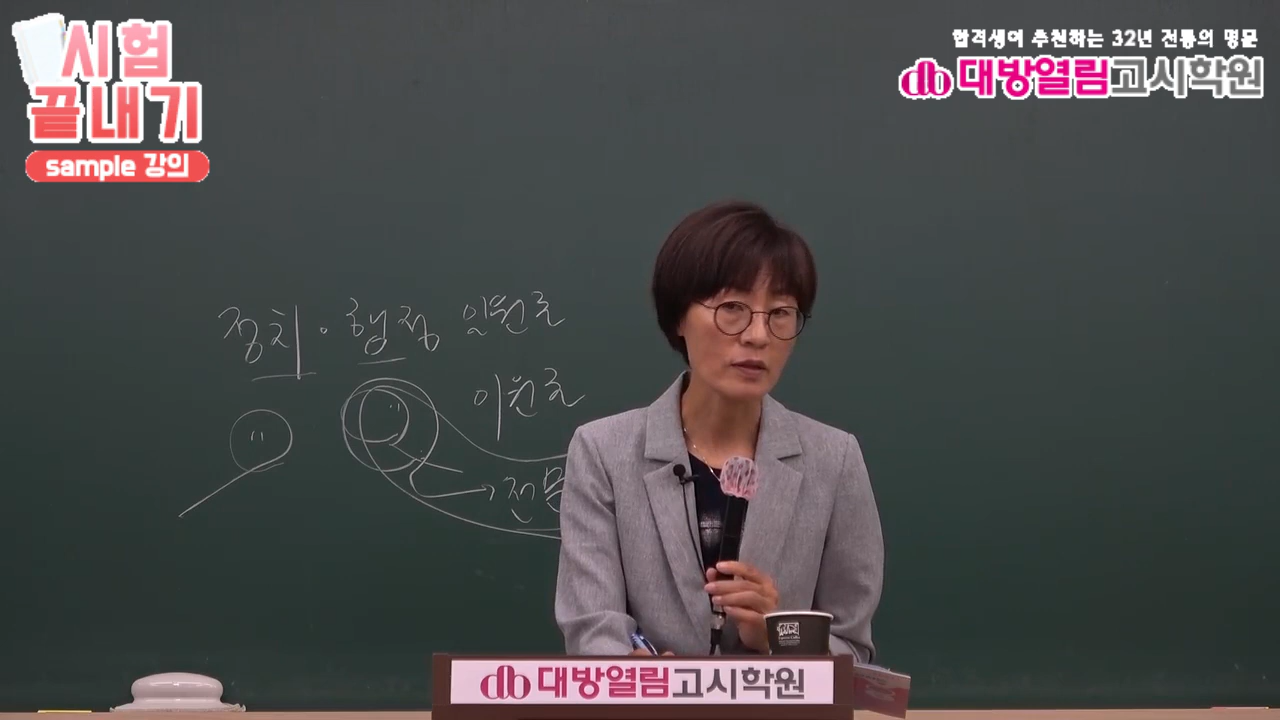 시험
끝내기
sample 강의
합격생이 추천하는 32년 전통의 명문
대방열림고시학원
정치·행정 일원론
이원론
대방열림고시학원